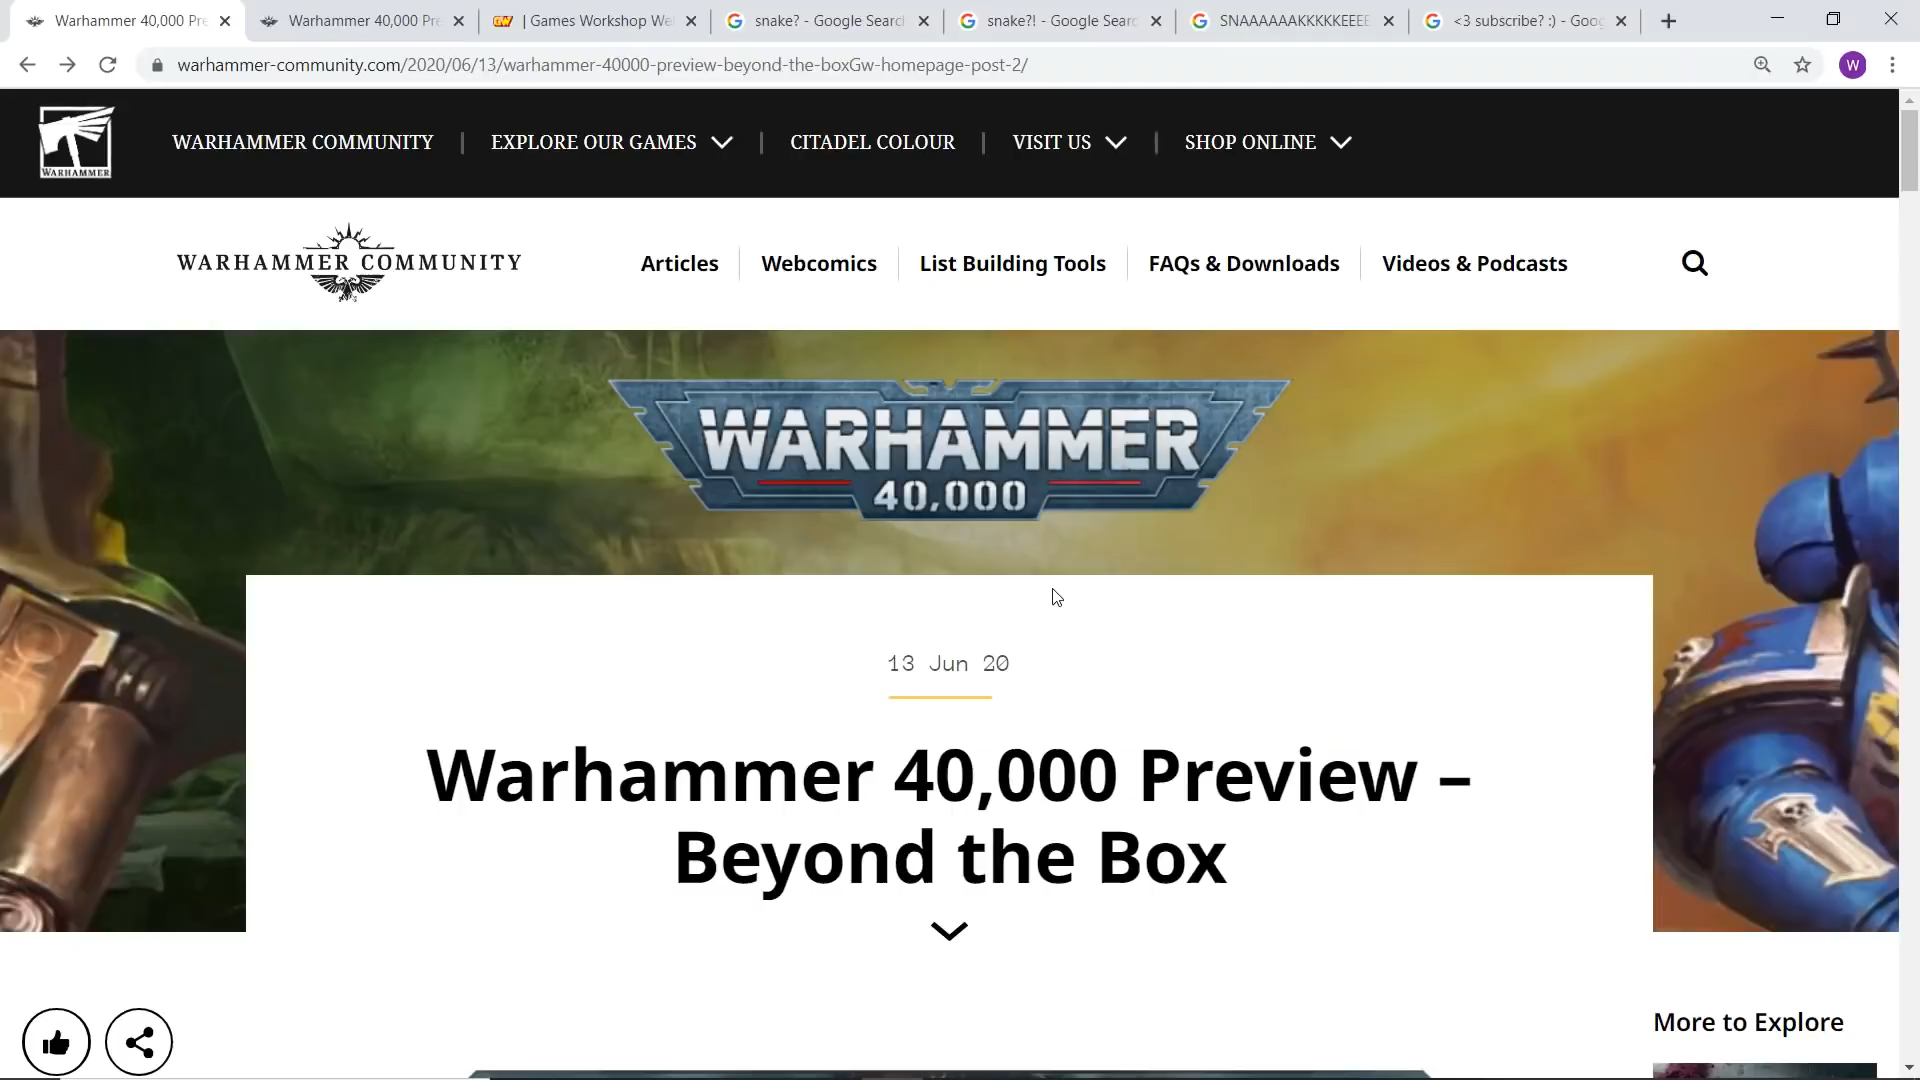 Warhammer 40,000 Pre
Warhammer 40,000 Pre
| Games Workshop We
snake? - Google Search
snake?! - Google Searc
SNAAAAAAKKKKKEEEE
<3 subscribe? :) - Goog
warhammer-community.com/2020/06/13/warhammer-40000-preview-beyond-the-boxGw-homepage-post-2/
W
WARHAMMER
WARHAMMER COMMUNITY
EXPLORE OUR GAMES
CITADEL COLOUR
VISIT US
SHOP ONLINE
WARHAMMER COMMUNITY
Articles
Webcomics
List Building Tools
FAQs & Downloads
Videos & Podcasts
WARHAMMER
40,000
13 Jun 20
Warhammer 40,000 Preview –
Beyond the Box
More to Explore